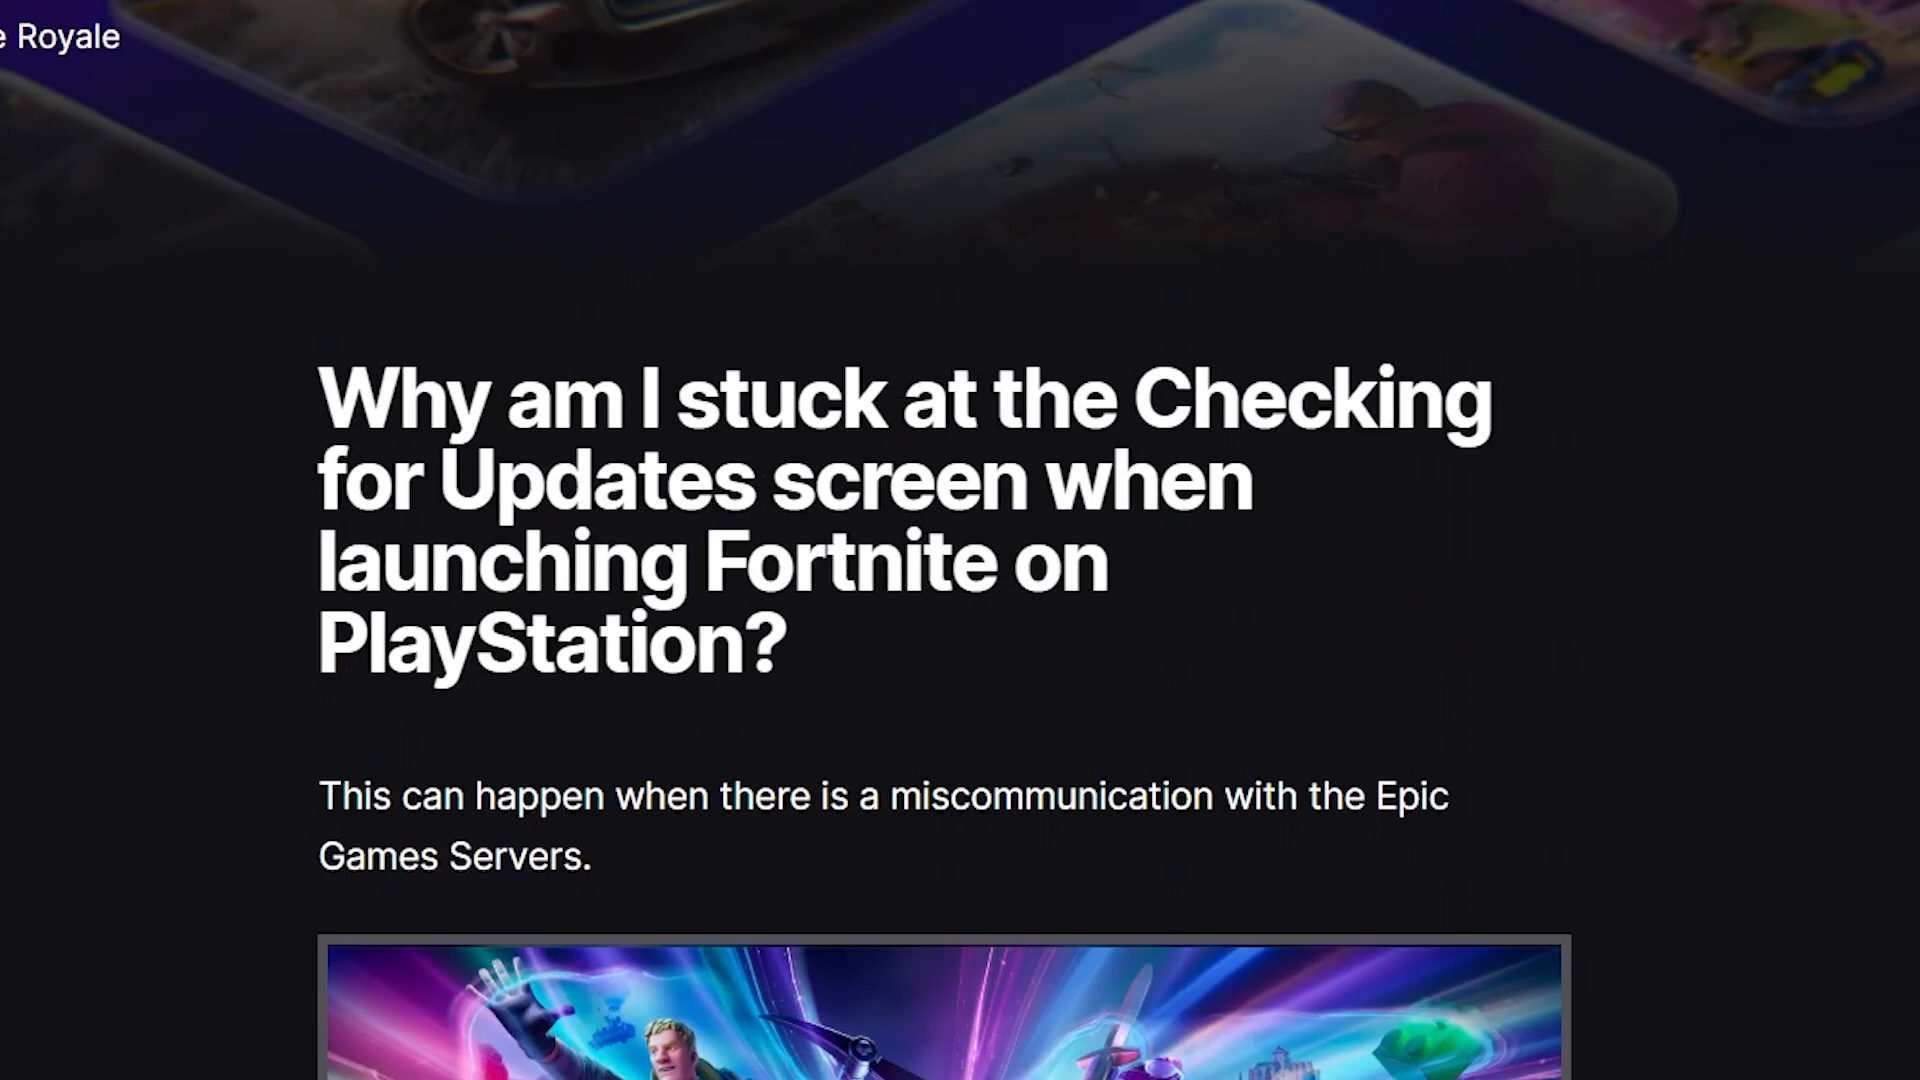 Royale
Why am I stuck at the Checking
for Updates screen when
launching Fortnite on
PlayStation?
This can happen when there is a miscommunication with the Epic
Games Servers.